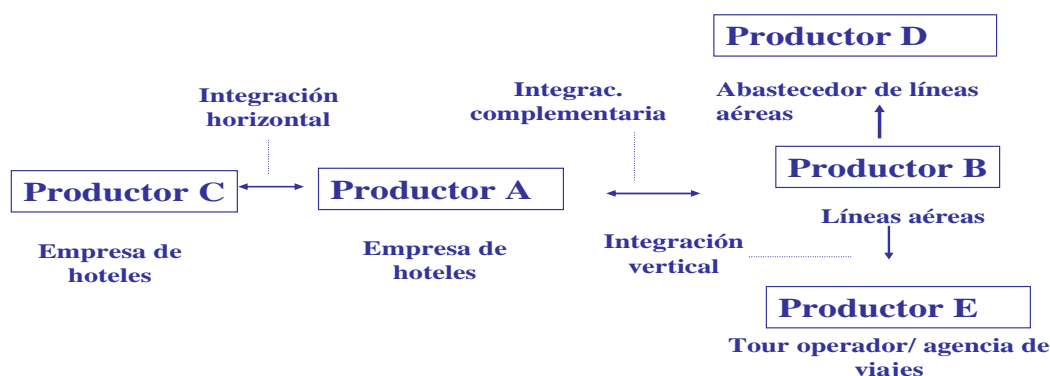 Productor D
Integración
horizontal
Integrac.
complementaria
Abastecedor de líneas
aéreas
Productor C
Productor A
Productor B
Empresa de
hoteles
Empresa de
hoteles
Líneas aéreas
Integración
vertical
Productor E
Tour operador/ agencia de
viajes